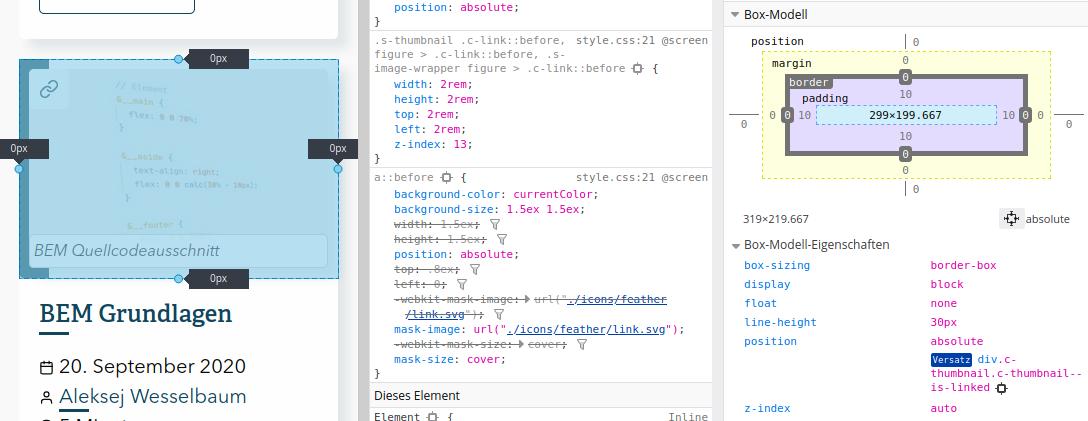 0px
// Element
&__main {
flex: 0 0 70%;
}
0px
0px
&__aside {
text-align: right;
flex: 0 0 calc(30% - 10px);
}
&__footer {
BEM Quellcodeausschnitt
0px
BEM Grundlagen
20. September 2020
Aleksej Wesselbaum
position: absolute;
}
.s-thumbnail .c-link::before, style.css:21 @screen
figure > .c-link::before, .s-
image-wrapper figure > .c-link::before {
width: 2rem;
height: 2rem;
top: 2rem;
left: 2rem;
z-index: 13;
}
a::before { style.css:21 @screen
background-color: currentColor;
background-size: 1.5ex 1.5ex;
width: 1.5ex;
height: 1.5ex;
position: absolute;
top: .8ex;
left: 0;
-webkit-mask-image: url("./icons/feather
/link.svg");
mask-image: url("./icons/feather/link.svg");
-webkit-mask-size: cover;
mask-size: cover;
}
Dieses Element
Element { Inline
Box-Modell
position 0
margin 0
border 0
padding 10
0 0 0 10 299×199.667 10 0 0 0
10
0
0
0
319×219.667 absolute
Box-Modell-Eigenschaften
box-sizing border-box
display block
float none
line-height 30px
position absolute
Versatz div.c-
thumbnail.c-thumbnail--
is-linked
z-index auto